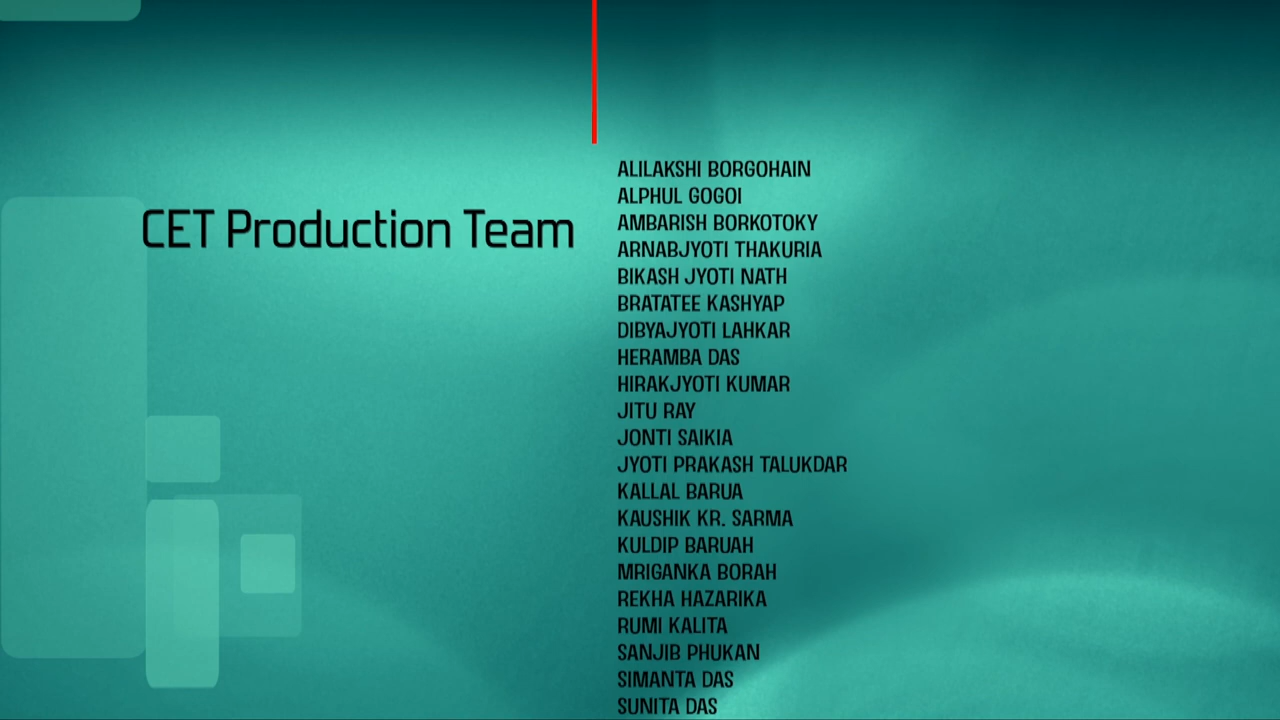 CET Production Team
ALILAKSHI BORGOHAIN
ALPHUL GOGOI
AMBARISH BORKOTOKY
ARNABJYOTI THAKURIA
BIKASH JYOTI NATH
BRATATEE KASHYAP
DIBYAJYOTI LAHKAR
HERAMBA DAS
HIRAKJYOTI KUMAR
JITU RAY
JONTI SAIKIA
JYOTI PRAKASH TALUKDAR
KALLAL BARUA
KAUSHIK KR. SARMA
KULDIP BARUAH
MRIGANKA BORAH
REKHA HAZARIKA
RUMI KALITA
SANJIB PHUKAN
SIMANTA DAS
SUNITA DAS